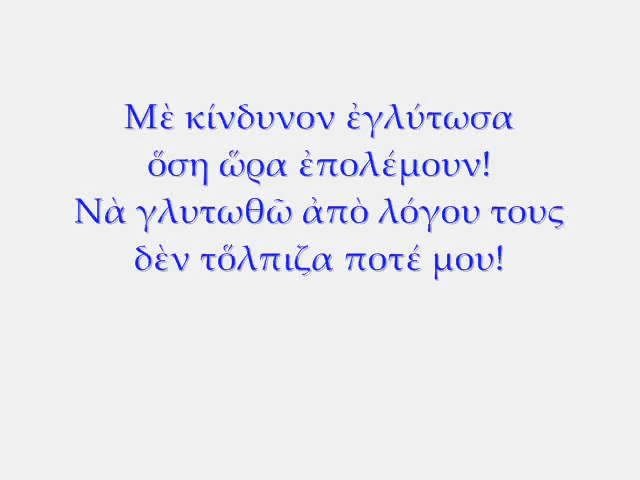 Μὲ κίνδυνον ἐγλύτωσα
ὅση ὥρα ἐπολέμουν!
Νὰ γλυτωθῶ ἀπὸ λόγου τους
δὲν τὄλπιζα ποτέ μου!